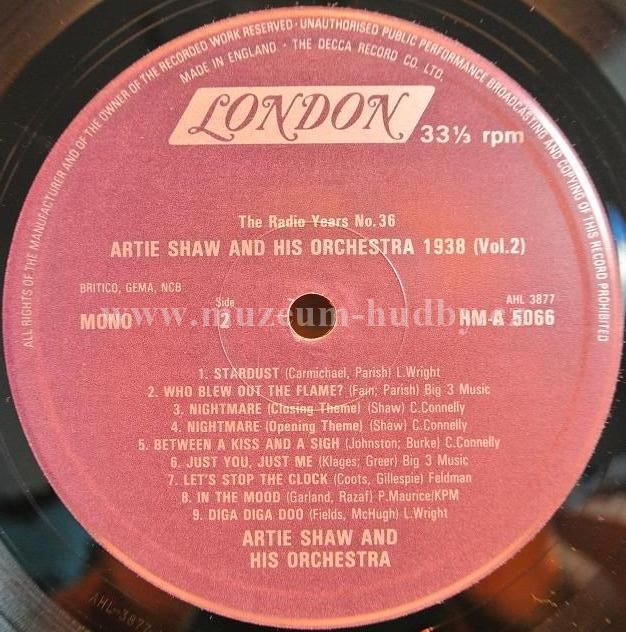 ALL RIGHTS OF THE MANUFACTURER AND OF THE OWNER OF THE RECORDED WORK RESERVED · UNAUTHORISED PUBLIC PERFORMANCE BROADCASTING AND COPYING OF THIS RECORD PROHIBITED
MADE IN ENGLAND · THE DECCA RECORD CO. LTD.
LONDON
33⅓ rpm
The Radio Years No. 36
ARTIE SHAW AND HIS ORCHESTRA 1938 (Vol.2)
BRITICO, GEMA, NCB
AHL 3877
MONO
Side
2
HM-A 5066
1. STARDUST (Carmichael, Parish) L.Wright
2. WHO BLEW OUT THE FLAME? (Fain; Parish) Big 3 Music
3. NIGHTMARE (Closing Theme) (Shaw) C.Connelly
4. NIGHTMARE (Opening Theme) (Shaw) C.Connelly
5. BETWEEN A KISS AND A SIGH (Johnston; Burke) C.Connelly
6. JUST YOU, JUST ME (Klages; Greer) Big 3 Music
7. LET'S STOP THE CLOCK (Coots, Gillespie) Feldman
8. IN THE MOOD (Garland, Razaf) P.Maurice/KPM
9. DIGA DIGA DOO (Fields, McHugh) L.Wright
ARTIE SHAW AND
HIS ORCHESTRA
AHL-3877